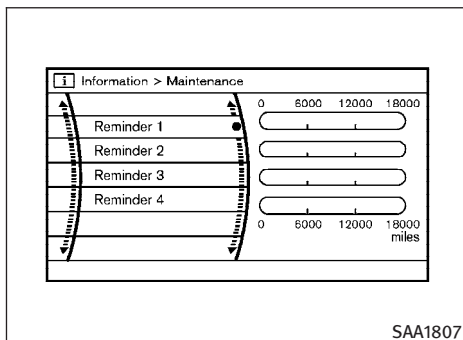 i Information > Maintenance
0 6000 12000 18000
Reminder 1
Reminder 2
Reminder 3
Reminder 4
0 6000 12000 18000
miles
SAA1807